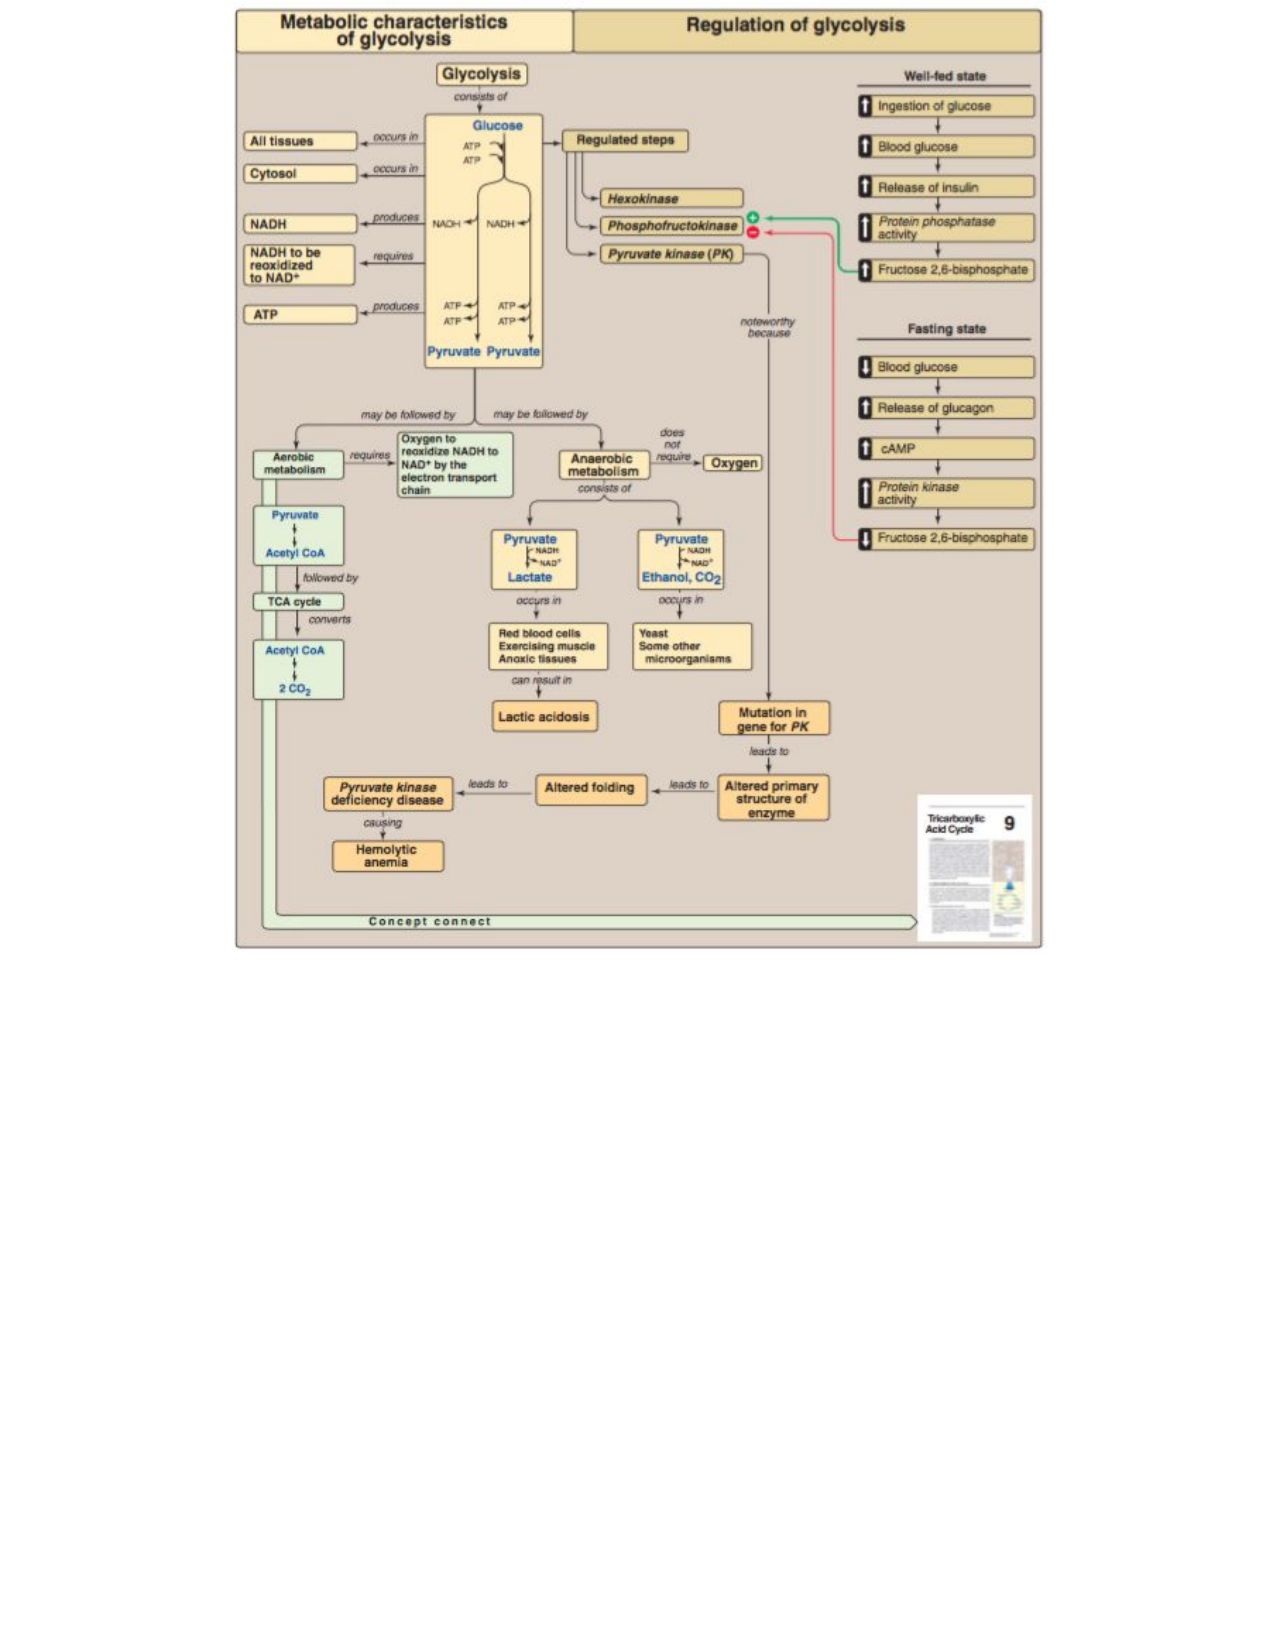 Metabolic characteristics
of glycolysis
Regulation of glycolysis
Glycolysis
consists of
Glucose
ATP
ATP
NADH
NADH
ATP
ATP
ATP
ATP
Pyruvate
Pyruvate
occurs in
All tissues
occurs in
Cytosol
produces
NADH
requires
NADH to be
reoxidized
to NAD+
produces
ATP
Regulated steps
Hexokinase
Phosphofructokinase
+
−
Pyruvate kinase (PK)
noteworthy
because
Well-fed state
Ingestion of glucose
Blood glucose
Release of insulin
Protein phosphatase
activity
Fructose 2,6-bisphosphate
Fasting state
Blood glucose
Release of glucagon
cAMP
Protein kinase
activity
Fructose 2,6-bisphosphate
may be followed by
may be followed by
Aerobic
metabolism
requires
Oxygen to
reoxidize NADH to
NAD+ by the
electron transport
chain
Anaerobic
metabolism
does
not
require
Oxygen
consists of
Pyruvate
Acetyl CoA
followed by
TCA cycle
converts
Acetyl CoA
2 CO2
Pyruvate
NADH
NAD+
Lactate
occurs in
Red blood cells
Exercising muscle
Anoxic tissues
can result in
Lactic acidosis
Pyruvate
NADH
NAD+
Ethanol, CO2
occurs in
Yeast
Some other
microorganisms
Mutation in
gene for PK
leads to
Altered primary
structure of
enzyme
leads to
Altered folding
leads to
Pyruvate kinase
deficiency disease
causing
Hemolytic
anemia
Concept connect
Tricarboxylic
Acid Cycle
9